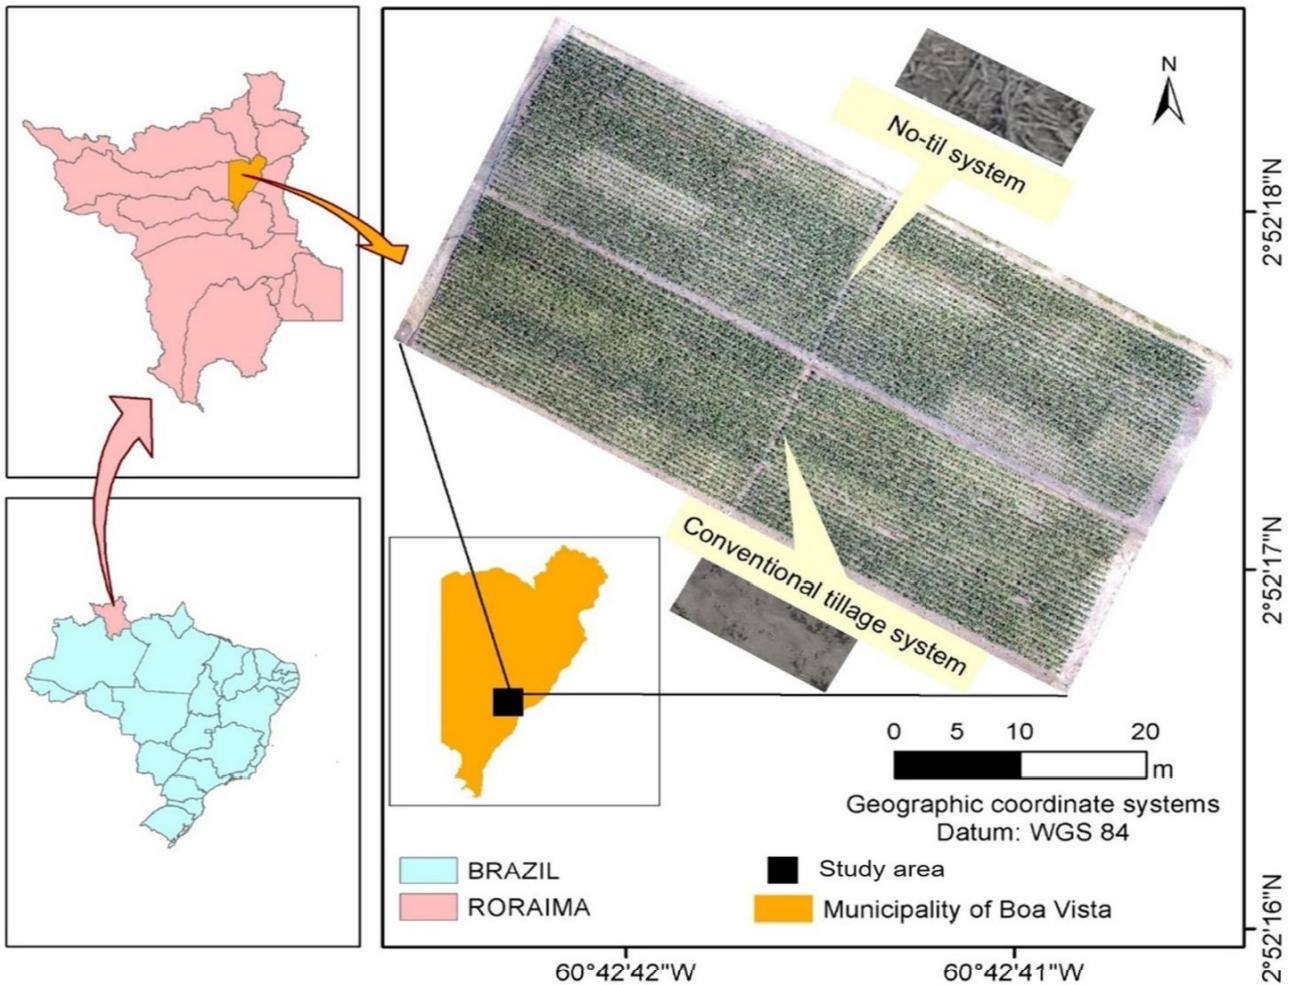 N
No-til system
2°52'18"N
2°52'17"N
Conventional tillage system
0 5 10 20
m
Geographic coordinate systems
Datum: WGS 84
BRAZIL
Study area
RORAIMA
Municipality of Boa Vista
2°52'16"N
60°42'42"W
60°42'41"W